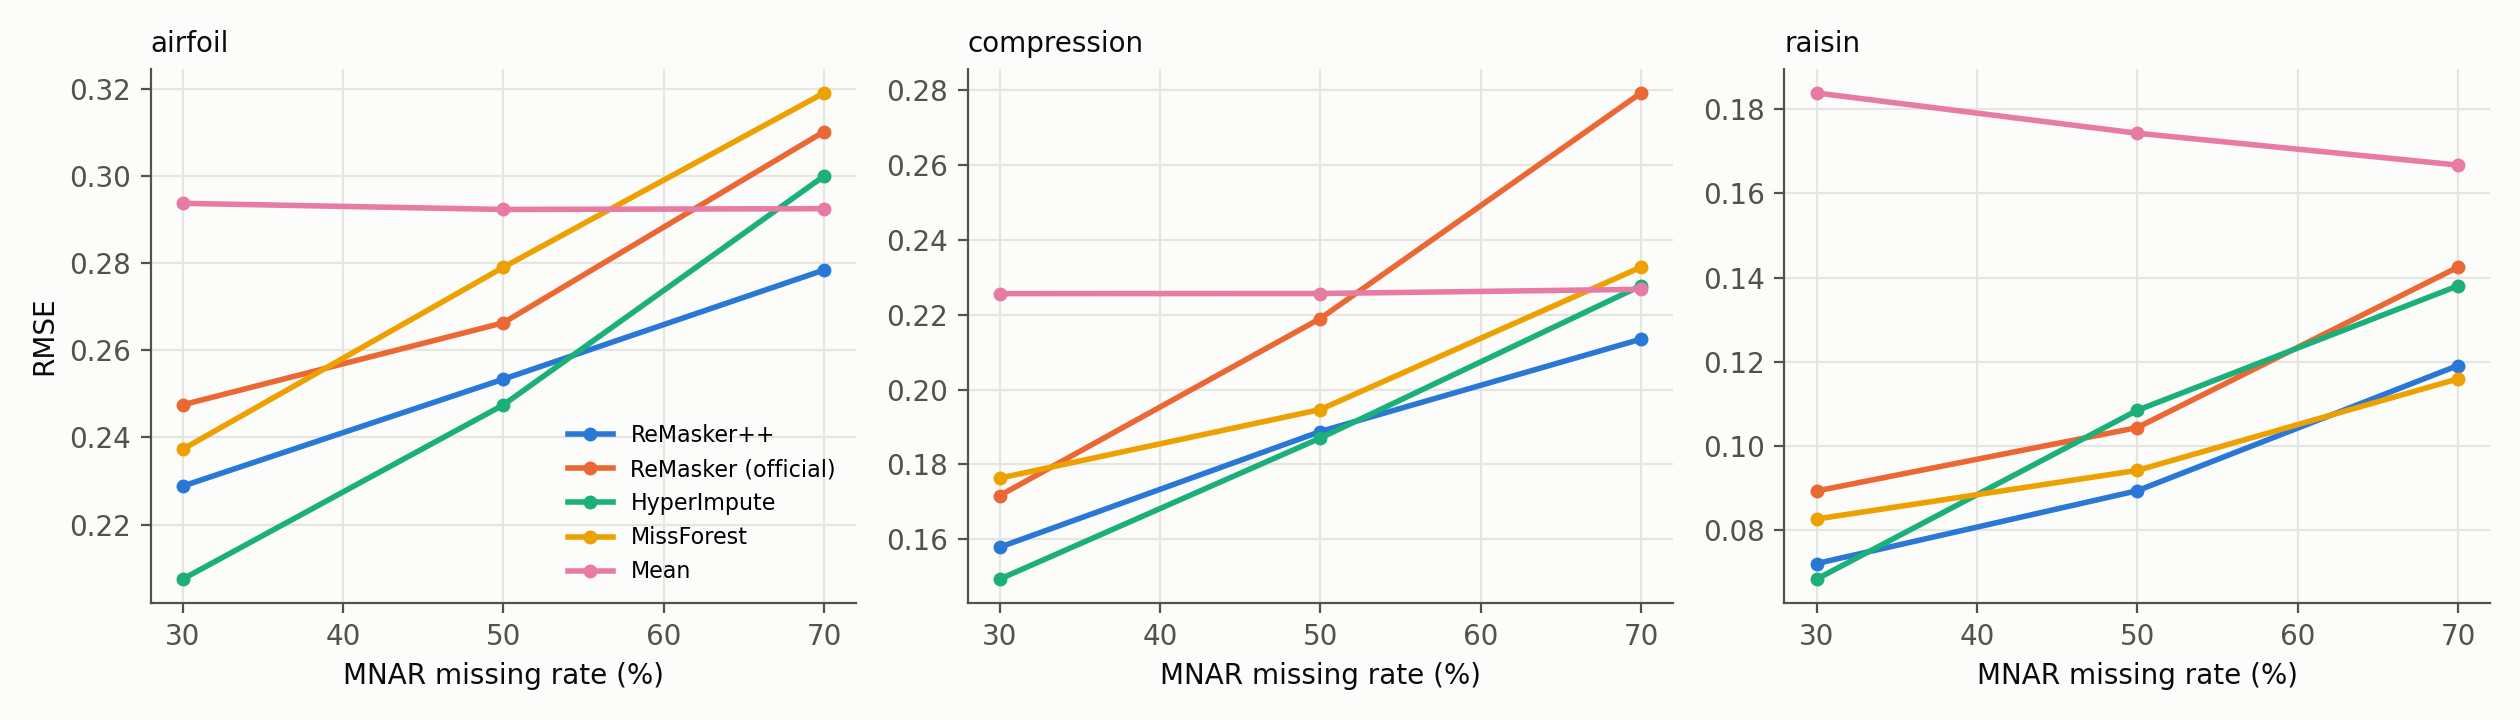 airfoil
0.32
0.30
0.28
0.26
0.24
0.22
RMSE
30 40 50 60 70
MNAR missing rate (%)
ReMasker++
ReMasker (official)
HyperImpute
MissForest
Mean
compression
0.28
0.26
0.24
0.22
0.20
0.18
0.16
30 40 50 60 70
MNAR missing rate (%)
raisin
0.18
0.16
0.14
0.12
0.10
0.08
30 40 50 60 70
MNAR missing rate (%)